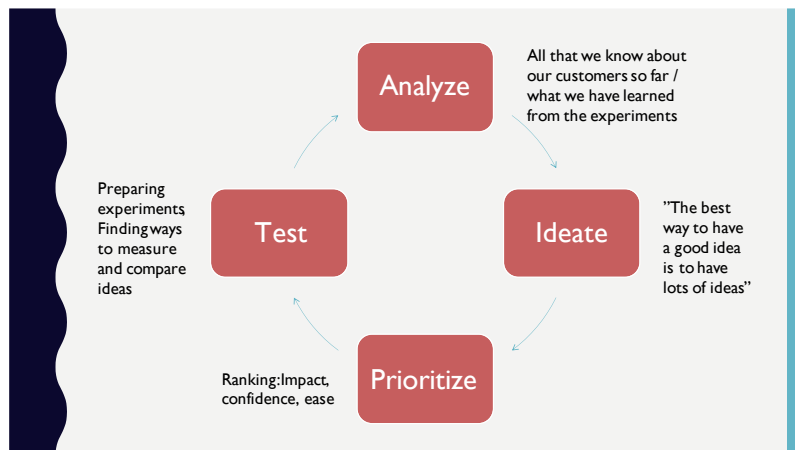 Analyze
All that we know about
our customers so far /
what we have learned
from the experiments
Ideate
”The best
way to have
a good idea
is to have
lots of ideas”
Prioritize
Ranking:Impact,
confidence, ease
Test
Preparing
experiments,
Finding ways
to measure
and compare
ideas